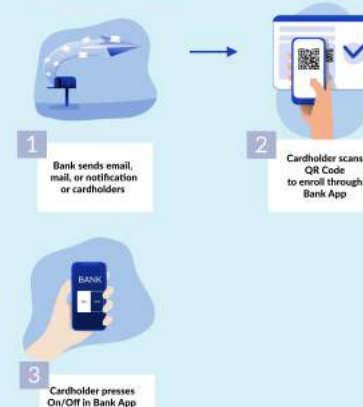 1
Bank sends email,
mail, or notification
or cardholders
2
Cardholder scans
QR Code
to enroll through
Bank App
BANK
3
Cardholder presses
On/Off in Bank App